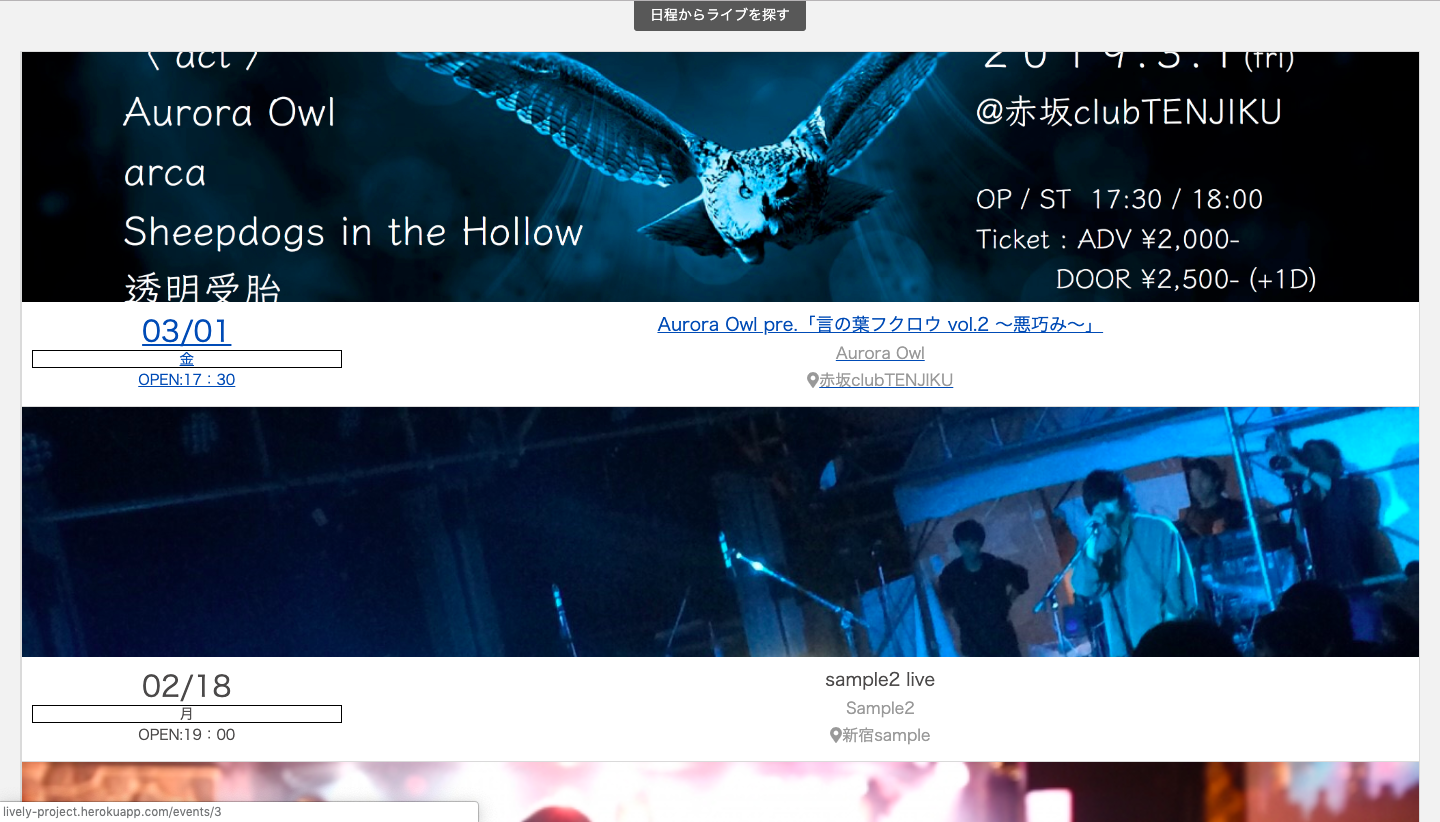 日程からライブを探す
( act )
Aurora Owl
arca
Sheepdogs in the Hollow
透明受胎
2019.3.1(fri)
@赤坂clubTENJIKU
OP / ST 17:30 / 18:00
Ticket : ADV ¥2,000-
DOOR ¥2,500- (+1D)
03/01
金
OPEN:17：30
Aurora Owl pre.「言の葉フクロウ vol.2 〜悪巧み〜」
Aurora Owl
赤坂clubTENJIKU
02/18
月
OPEN:19：00
sample2 live
Sample2
新宿sample
lively-project.herokuapp.com/events/3